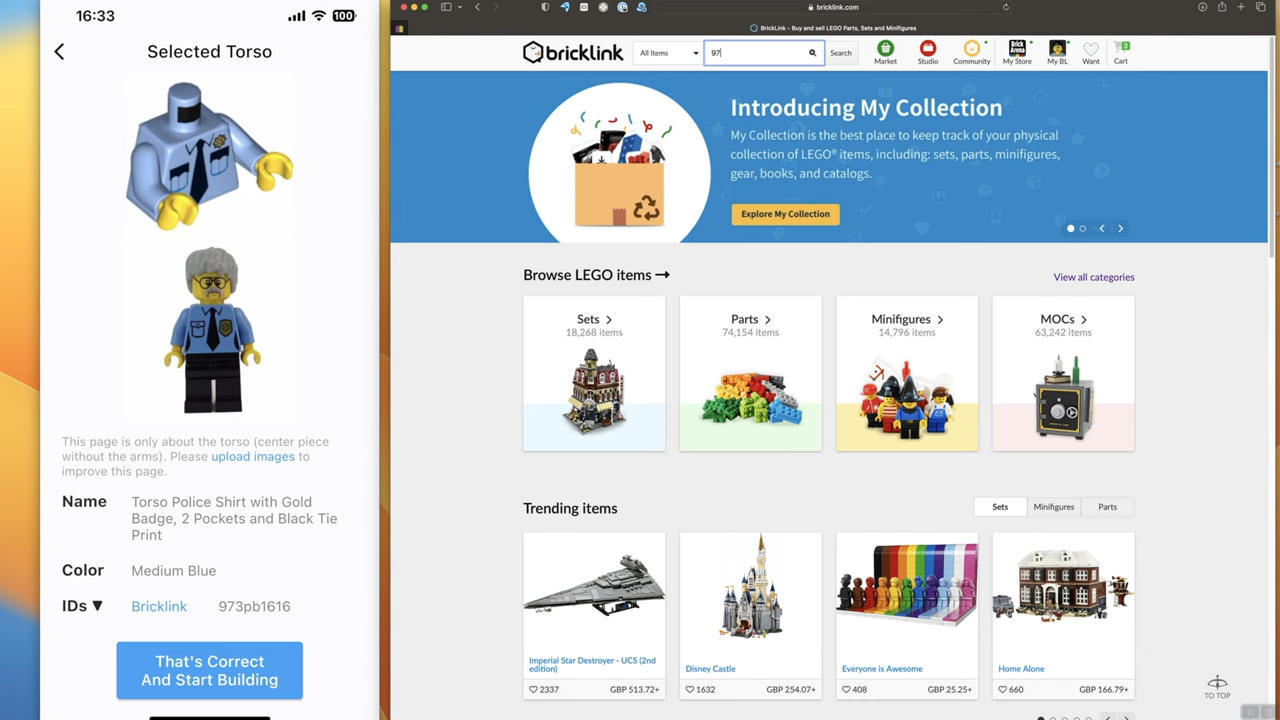 16:33
100
Selected Torso
This page is only about the torso (center piece
without the arms). Please upload images to
improve this page.
Name
Torso Police Shirt with Gold
Badge, 2 Pockets and Black Tie
Print
Color
Medium Blue
IDs ▼
Bricklink
973pb1616
That's Correct
And Start Building
bricklink.com
BrickLink - Buy and sell LEGO Parts, Sets and Minifigures
bricklink
All Items
97
Search
Market
Studio
Community
Brick
Arena
My Store
My BL
Want
3
Cart
Introducing My Collection
My Collection is the best place to keep track of your physical
collection of LEGO® items, including: sets, parts, minifigures,
gear, books, and catalogs.
Explore My Collection
Browse LEGO items →
View all categories
Sets >
18,268 items
Parts >
74,154 items
Minifigures >
14,796 items
MOCs >
63,242 items
Trending items
Sets
Minifigures
Parts
Imperial Star Destroyer - UCS (2nd
edition)
2337
GBP 513.72+
Disney Castle
1632
GBP 254.07+
Everyone is Awesome
408
GBP 25.25+
Home Alone
660
GBP 166.79+
TO TOP